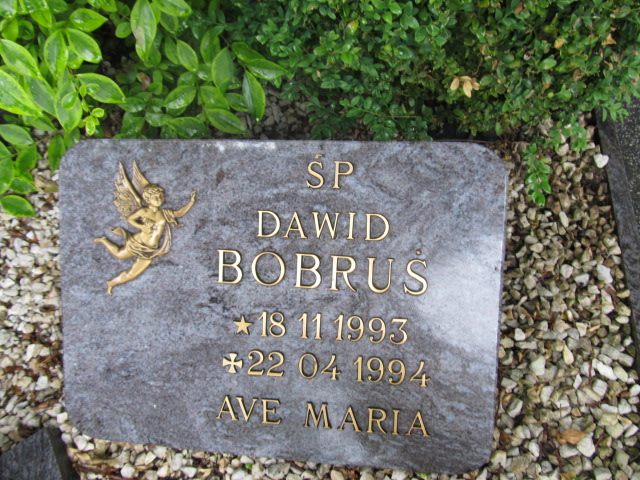 ŚP
DAWID
BOBRUŚ
★ 18 11 1993
✠ 22 04 1994
AVE MARIA